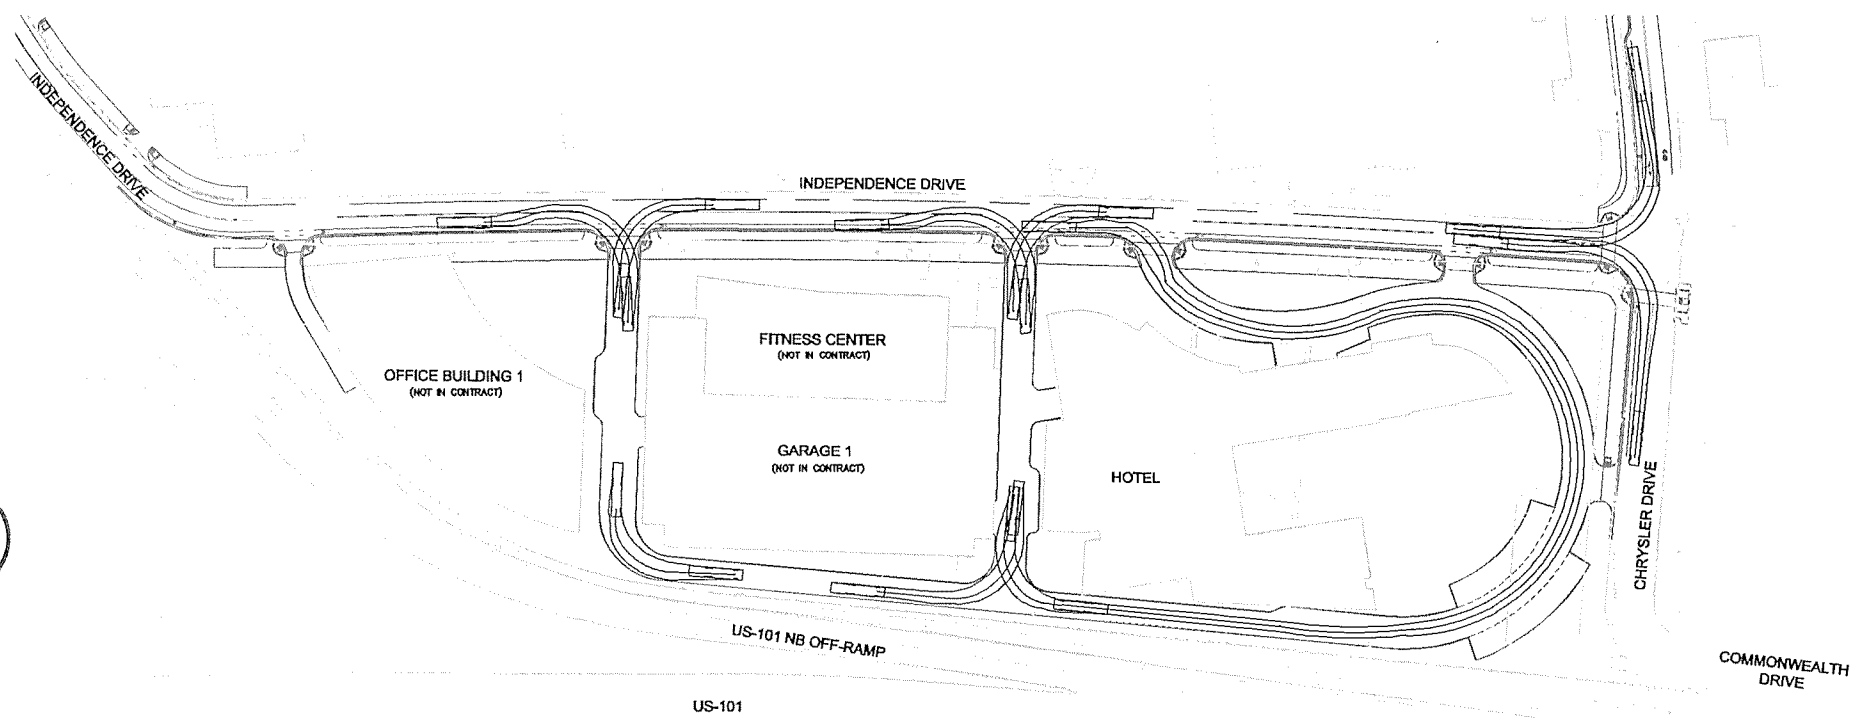 INDEPENDENCE DRIVE
INDEPENDENCE DRIVE
FITNESS CENTER
(NOT IN CONTRACT)
OFFICE BUILDING 1
(NOT IN CONTRACT)
GARAGE 1
(NOT IN CONTRACT)
HOTEL
CHRYSLER DRIVE
US-101 NB OFF-RAMP
COMMONWEALTH
DRIVE
US-101